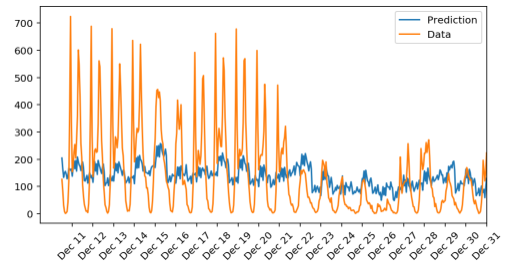 700
600
500
400
300
200
100
0
Prediction
Data
Dec 11
Dec 12
Dec 13
Dec 14
Dec 15
Dec 16
Dec 17
Dec 18
Dec 19
Dec 20
Dec 21
Dec 22
Dec 23
Dec 24
Dec 25
Dec 26
Dec 27
Dec 28
Dec 29
Dec 30
Dec 31